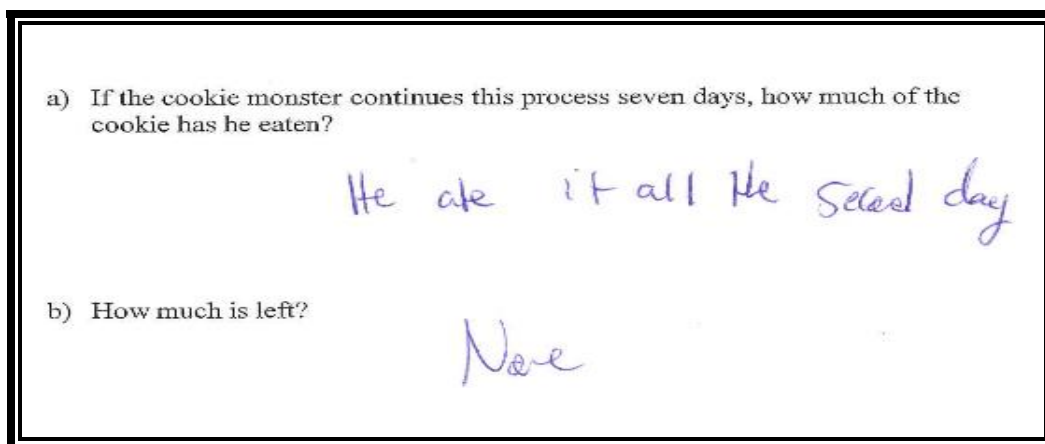 a) If the cookie monster continues this process seven days, how much of the
cookie has he eaten?
He ate it all the second day
b) How much is left?
None